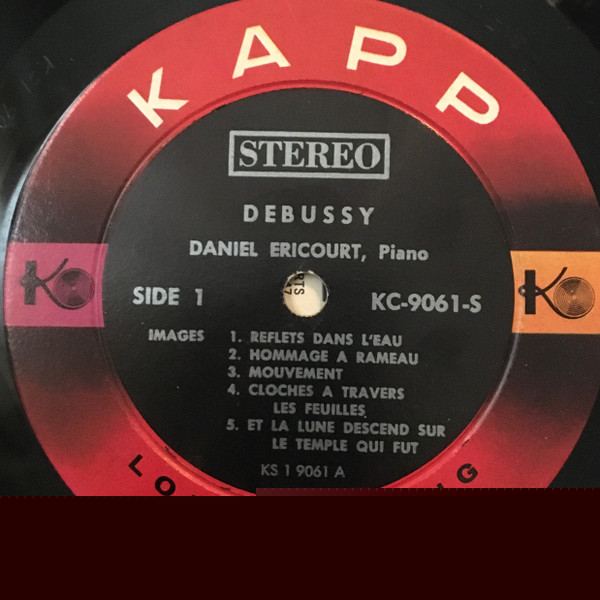 KAPP
STEREO
DEBUSSY
DANIEL ERICOURT, Piano
SIDE 1
KC-9061-S
IMAGES
1. REFLETS DANS L'EAU
2. HOMMAGE A RAMEAU
3. MOUVEMENT
4. CLOCHES A TRAVERS
LES FEUILLES
5. ET LA LUNE DESCEND SUR
LE TEMPLE QUI FUT
KS 1 9061 A